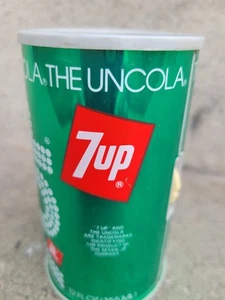 OLA® THE UNCOLA®
7UP®
"7 UP" AND
THE UNCOLA
ARE TRADEMARKS
IDENTIFYING
THE PRODUCT OF
THE SEVEN-UP
COMPANY